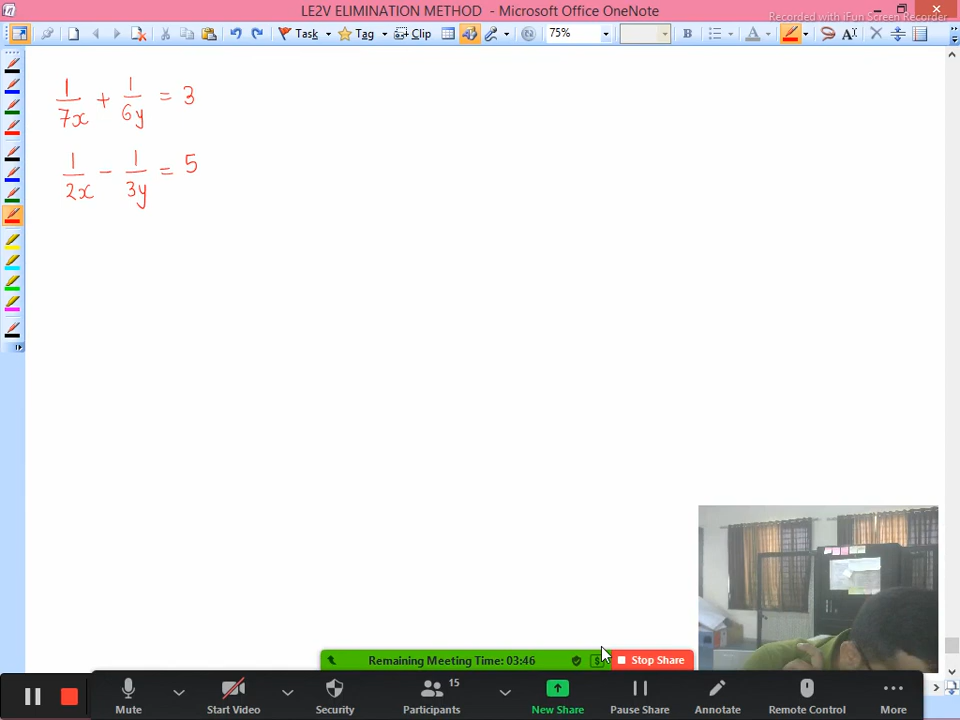 LE2V ELIMINATION METHOD - Microsoft Office OneNote
Recorded with iFun Screen Recorder
Task Tag Clip 75% B A A
1/7x + 1/6y = 3
1/2x - 1/3y = 5
Remaining Meeting Time: 03:46 Stop Share
Mute Start Video Security Participants 15 New Share Pause Share Annotate Remote Control More